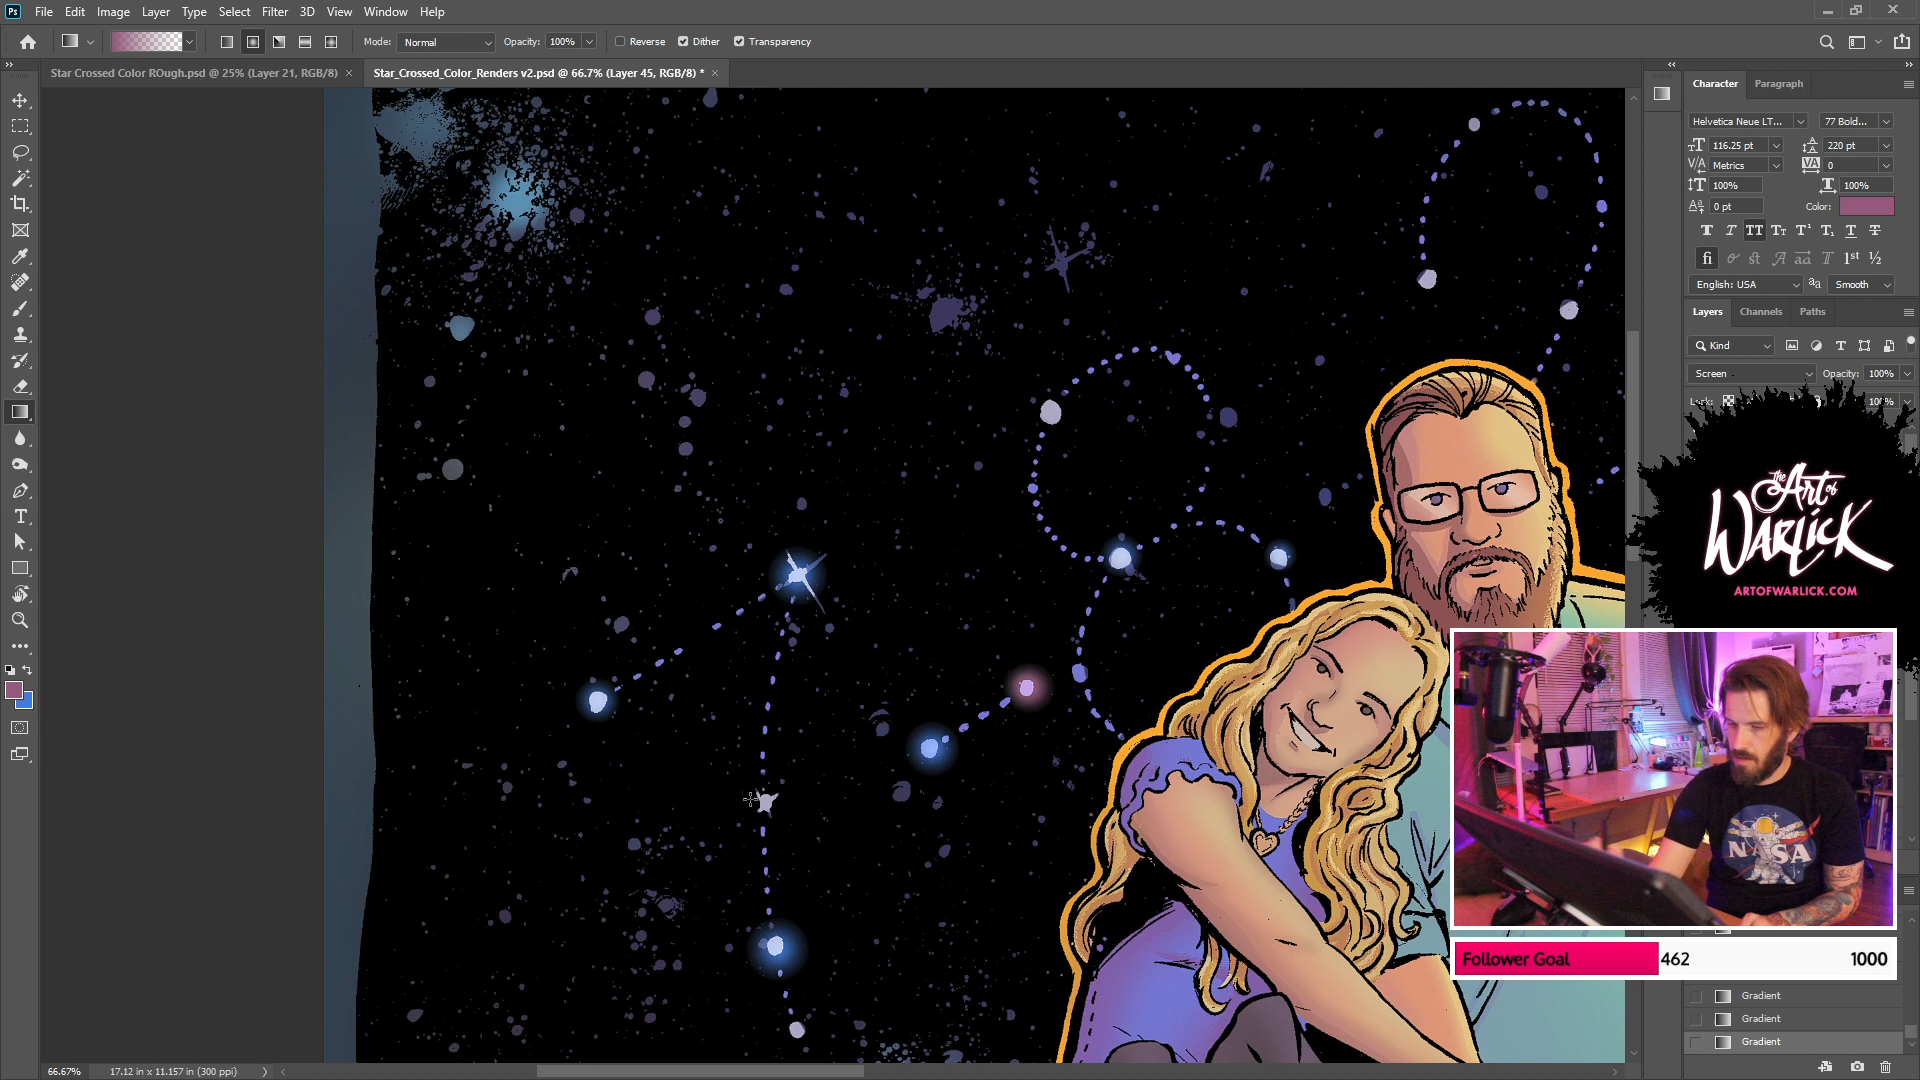 Ps File Edit Image Layer Type Select Filter 3D View Window Help
Mode: Normal Opacity: 100% Reverse Dither Transparency
Star Crossed Color ROugh.psd @ 25% (Layer 21, RGB/8) ×
Star_Crossed_Color_Renders v2.psd @ 66.7% (Layer 45, RGB/8) * ×
Character Paragraph
Helvetica Neue LT... 77 Bold...
116.25 pt 220 pt
Metrics 0
100% 100%
0 pt Color:
English: USA Smooth
Layers Channels Paths
Kind
Screen Opacity: 100%
100%
the Art of
Warlick
ARTOFWARLICK.COM
NASA
Follower Goal 462 1000
Gradient
Gradient
Gradient
66.67% 17.12 in x 11.157 in (300 ppi)